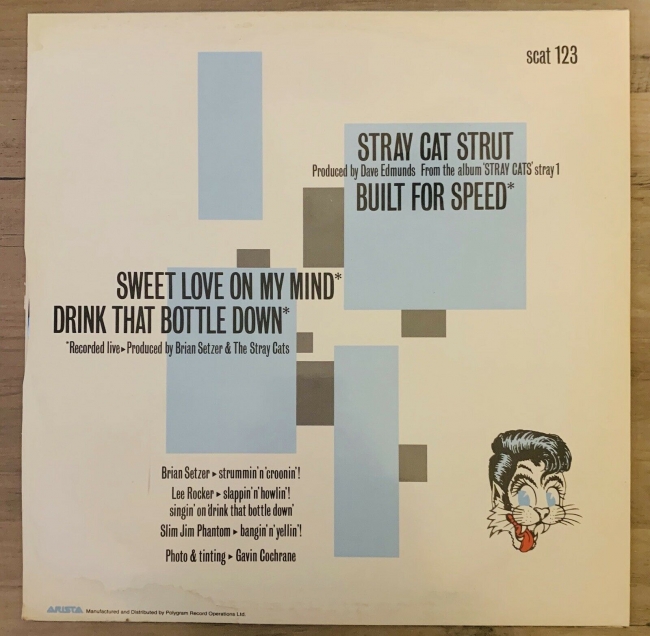 scat 123
STRAY CAT STRUT
Produced by Dave Edmunds From the album 'STRAY CATS' stray 1
BUILT FOR SPEED*
SWEET LOVE ON MY MIND*
DRINK THAT BOTTLE DOWN*
*Recorded live ▸ Produced by Brian Setzer & The Stray Cats
Brian Setzer ▸ strummin'n'croonin'!
Lee Rocker ▸ slappin'n'howlin'!
singin' on 'drink that bottle down'
Slim Jim Phantom ▸ bangin'n'yellin'!
Photo & tinting ▸ Gavin Cochrane
ARISTA Manufactured and Distributed by Polygram Record Operations Ltd.